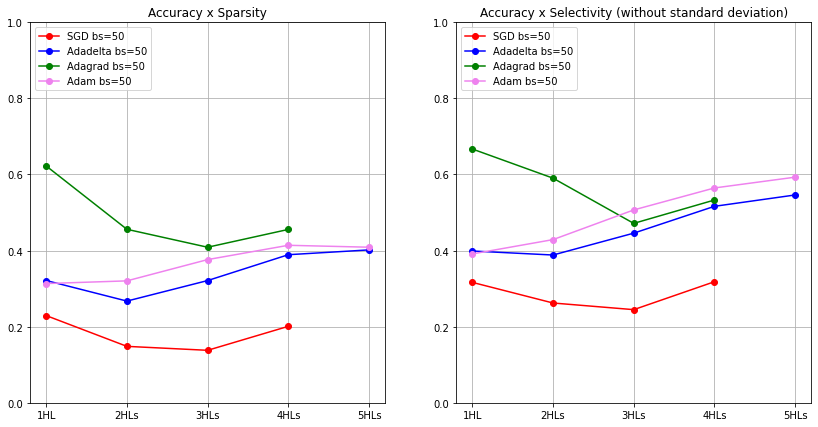 Accuracy x Sparsity
1.0
0.8
0.6
0.4
0.2
0.0
SGD bs=50
Adadelta bs=50
Adagrad bs=50
Adam bs=50
1HL 2HLs 3HLs 4HLs 5HLs
Accuracy x Selectivity (without standard deviation)
1.0
0.8
0.6
0.4
0.2
0.0
SGD bs=50
Adadelta bs=50
Adagrad bs=50
Adam bs=50
1HL 2HLs 3HLs 4HLs 5HLs